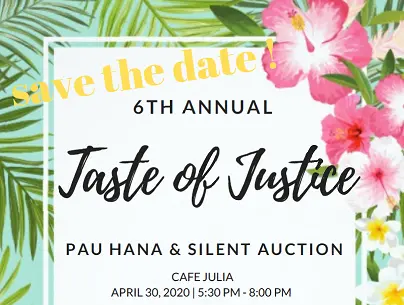 save the date !
6TH ANNUAL
Taste of Justice
PAU HANA & SILENT AUCTION
CAFE JULIA
APRIL 30, 2020 | 5:30 PM - 8:00 PM